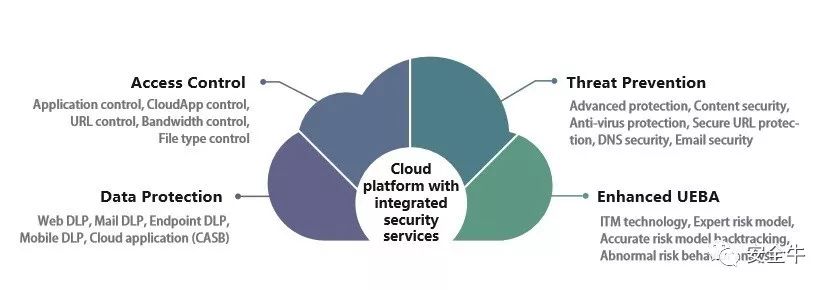 Access Control
Application control, CloudApp control,
URL control, Bandwidth control,
File type control
Threat Prevention
Advanced protection, Content security,
Anti-virus protection, Secure URL protec-
tion, DNS security, Email security
Cloud
platform with
integrated
security
services
Data Protection
Web DLP, Mail DLP, Endpoint DLP,
Mobile DLP, Cloud application (CASB)
Enhanced UEBA
ITM technology, Expert risk model,
Accurate risk model backtracking,
Abnormal risk
安全牛